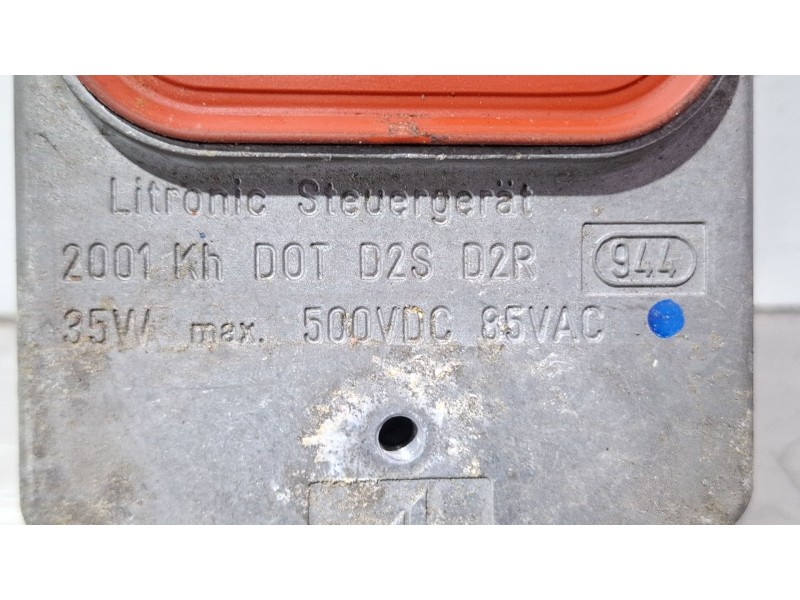 Litronic Steuergerät
2001 Kh DOT D2S D2R 944
35W max. 500VDC 85VAC